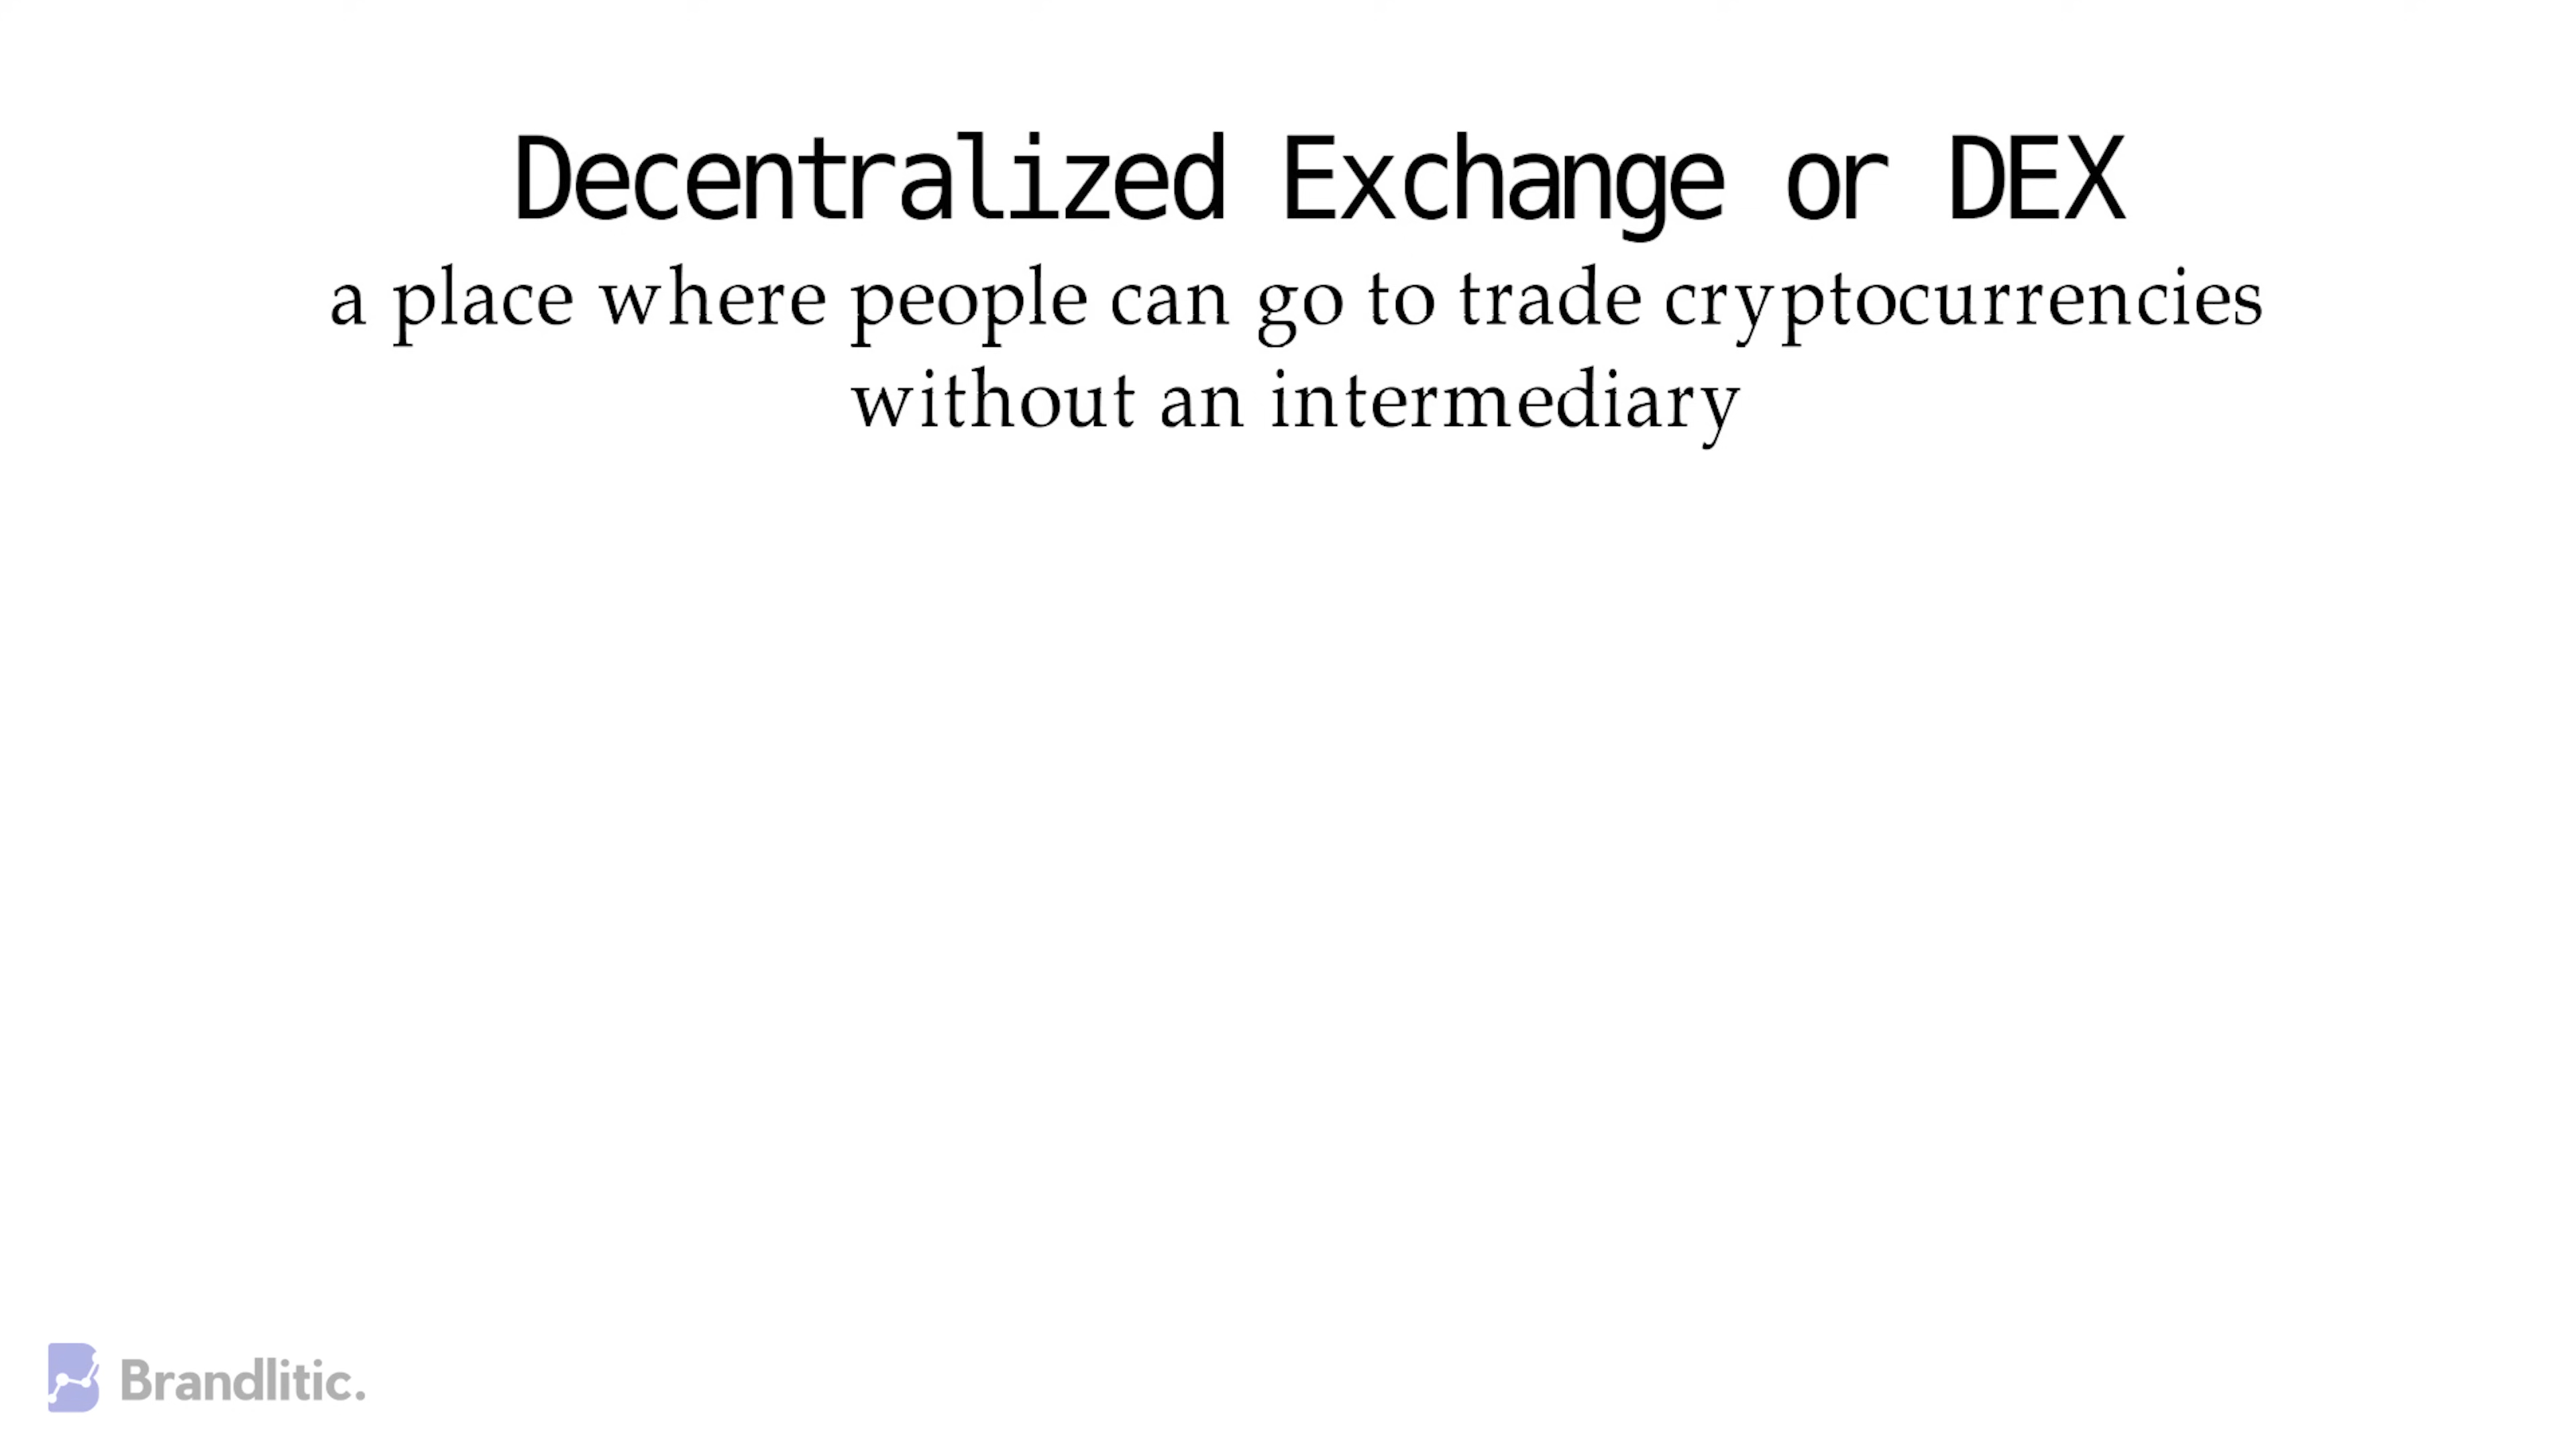 Decentralized Exchange or DEX
a place where people can go to trade cryptocurrencies
without an intermediary
Brandlitic.